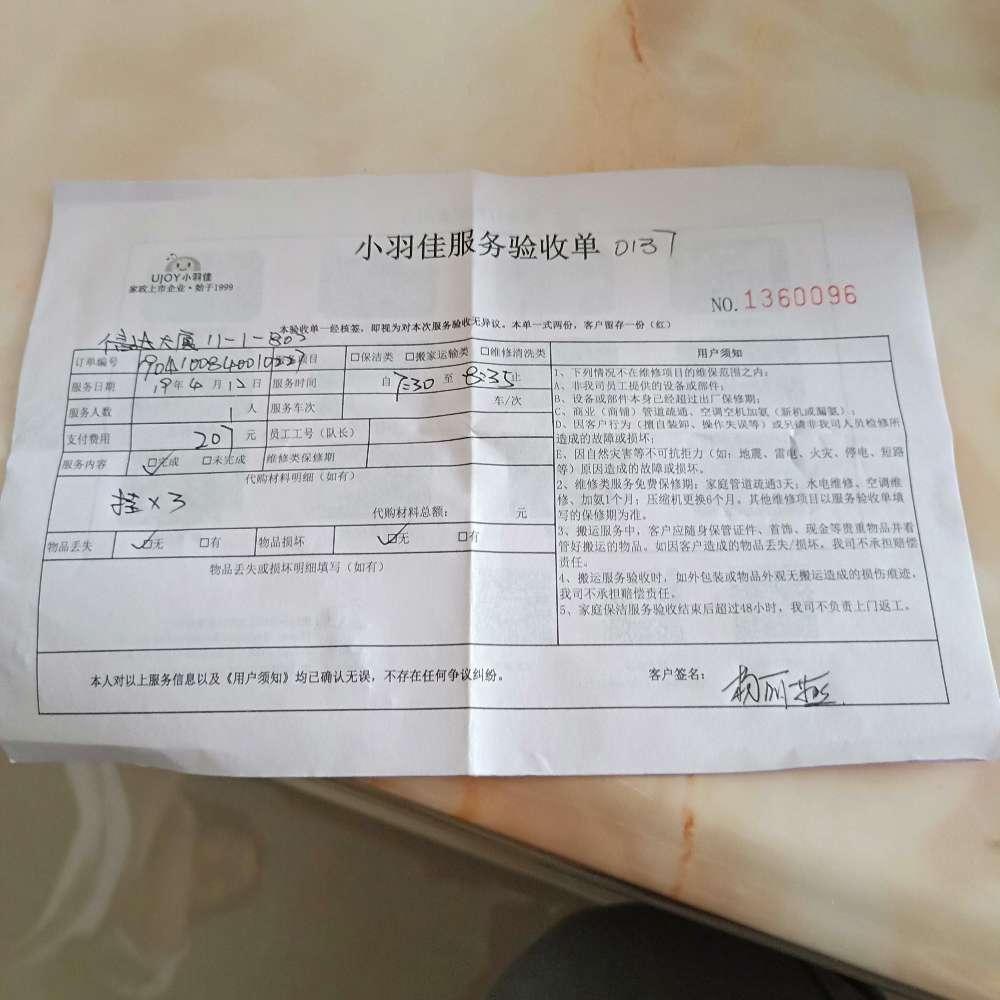 小羽佳服务验收单 0137
UJOY小羽佳
家政上市企业·始于1999
NO.1360096
本验收单一经核签，即视为对本次服务验收无异议。本单一式两份，客户留存一份（红）
信达大厦 11-1-803
订单编号 项目 □保洁类 □搬家运输类 □维修清洗类
服务日期 19年4月12日 服务时间 自7:30至8:35止
服务人数 1人 服务车次 车/次
支付费用 207元 员工工号（队长）
服务内容 ☑完成 □未完成 维修类保修期
代购材料明细（如有）
挂×3
代购材料总额： 元
物品丢失 ☑无 □有 物品损坏 ☑无 □有
物品丢失或损坏明细填写（如有）
用户须知
1、下列情况不在维修项目的维保范围之内：
A、非我司员工提供的设备或部件；
B、设备或部件本身已经超过出厂保修期；
C、商业（商铺）管道疏通、空调空机加氨（新机或漏氨）；
D、因客户行为（擅自装卸、操作失误等）或另请非我司人员检修所
造成的故障或损坏；
E、因自然灾害等不可抗拒力（如：地震、雷电、火灾、停电、短路
等）原因造成的故障或损坏。
2、维修类服务免费保修期：家庭管道疏通3天；水电维修、空调维
修、加氨1个月；压缩机更换6个月。其他维修项目以服务验收单填
写的保修期为准。
3、搬运服务中，客户应随身保管证件、首饰、现金等贵重物品并看
管好搬运的物品。如因客户造成的物品丢失/损坏，我司不承担赔偿
责任。
4、搬运服务验收时，如外包装或物品外观无搬运造成的损伤痕迹，
我司不承担赔偿责任。
5、家庭保洁服务验收结束后超过48小时，我司不负责上门返工。
本人对以上服务信息以及《用户须知》均已确认无误，不存在任何争议纠纷。
客户签名： 杨丽燕